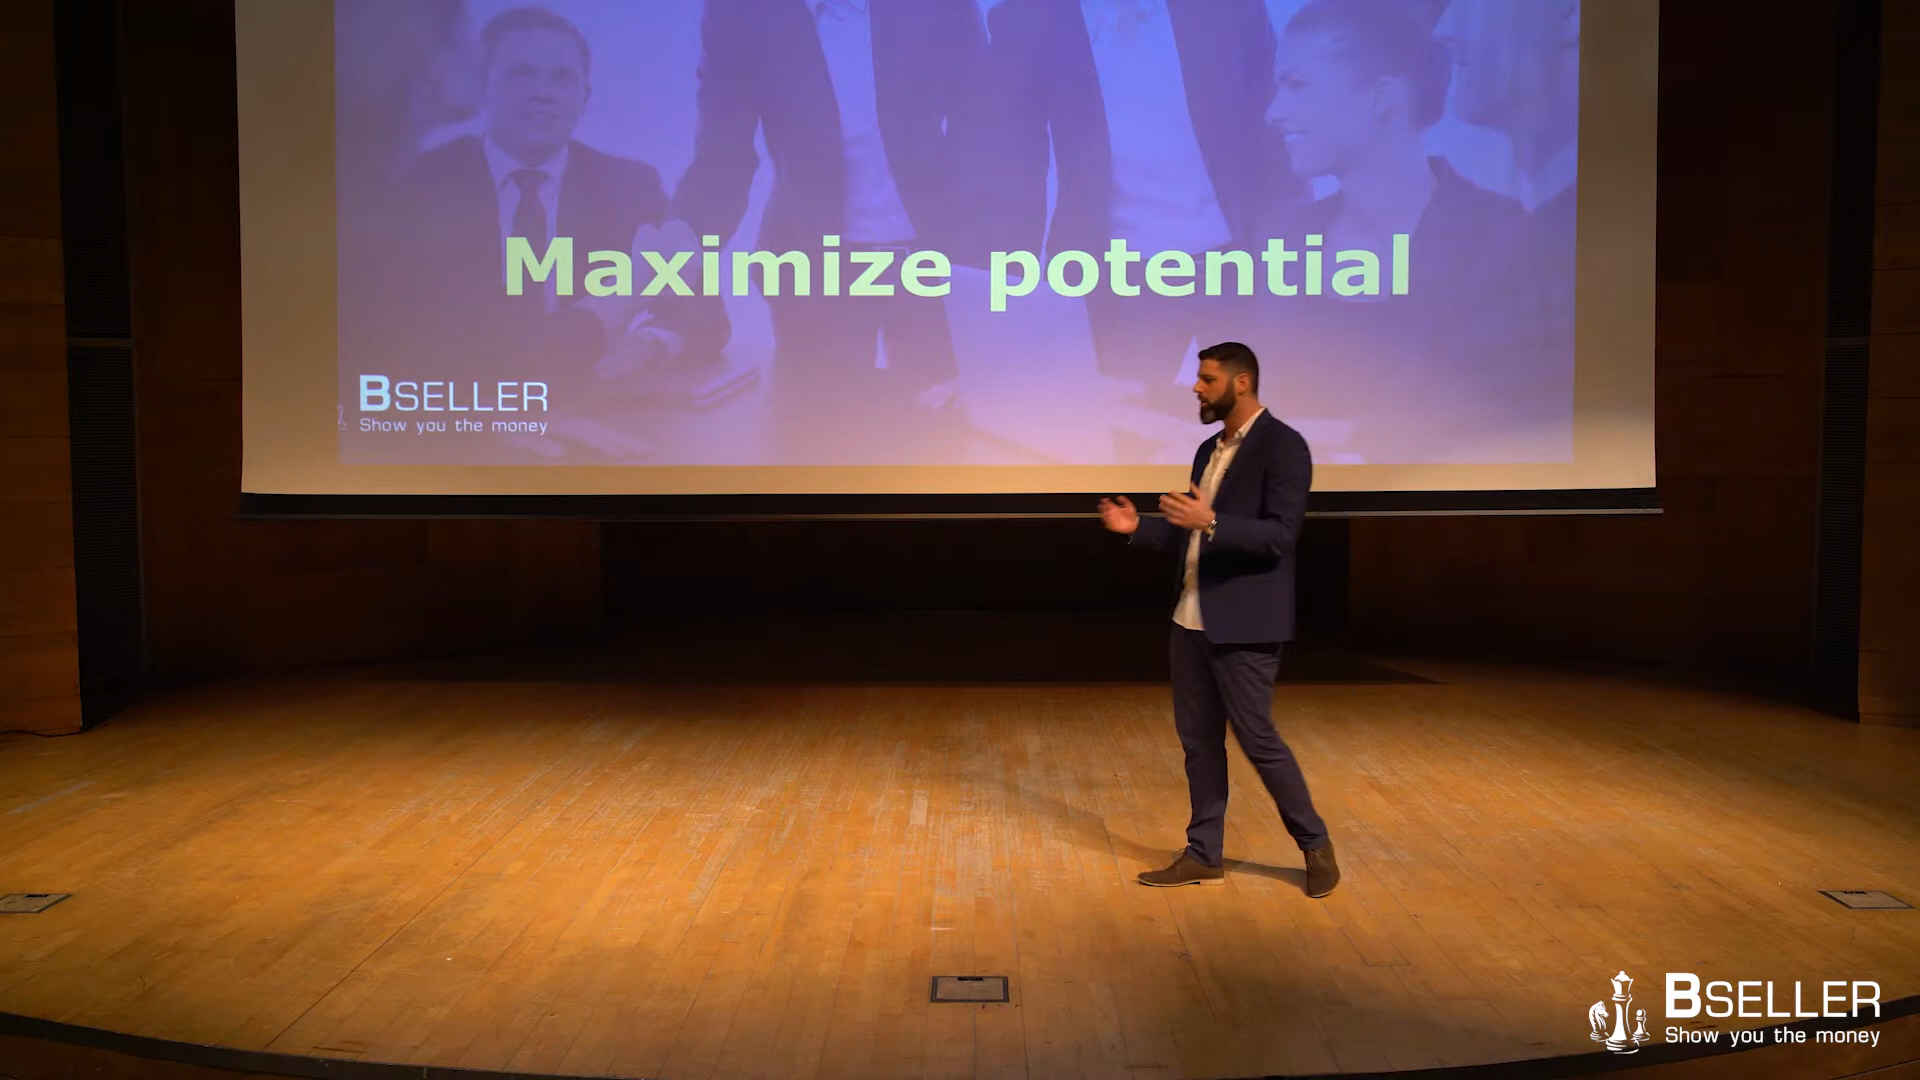 Maximize potential
BSELLER
Show you the money
BSELLER
Show you the money